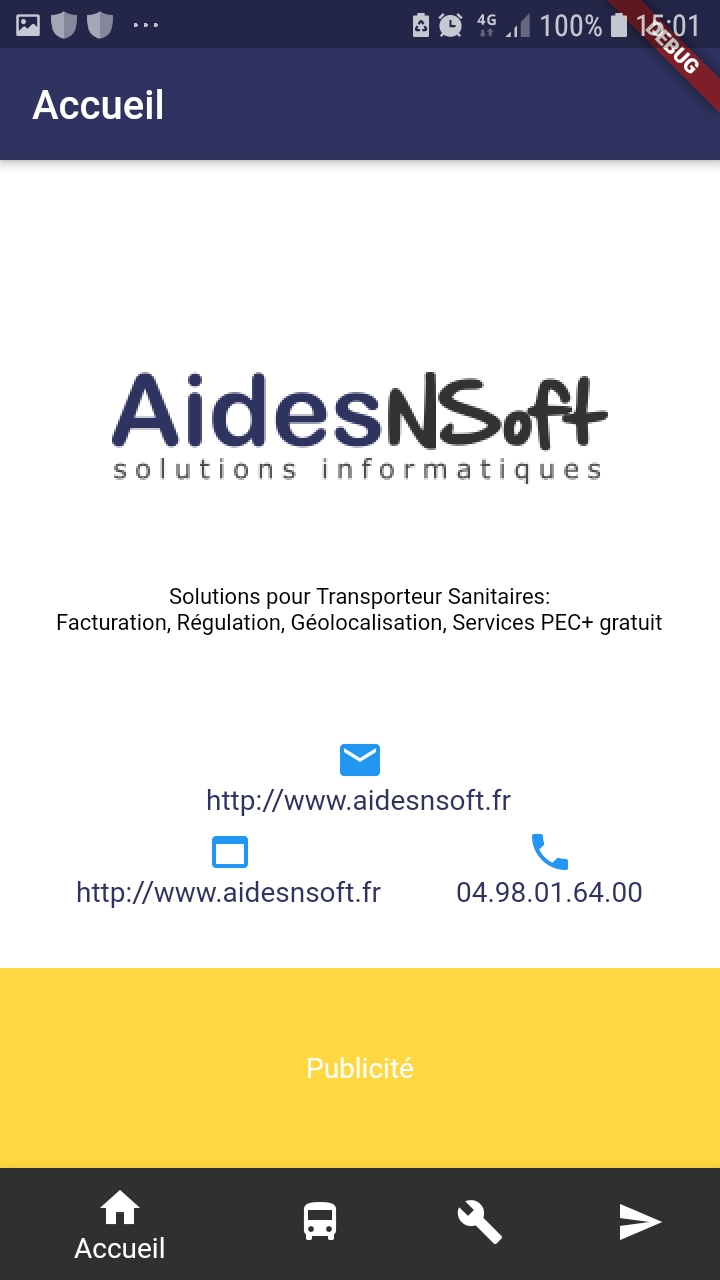 4G 100% 15:01
DEBUG
Accueil
AidesNSoft
solutions informatiques
Solutions pour Transporteur Sanitaires:
Facturation, Régulation, Géolocalisation, Services PEC+ gratuit
http://www.aidesnsoft.fr
http://www.aidesnsoft.fr 04.98.01.64.00
Publicité
Accueil